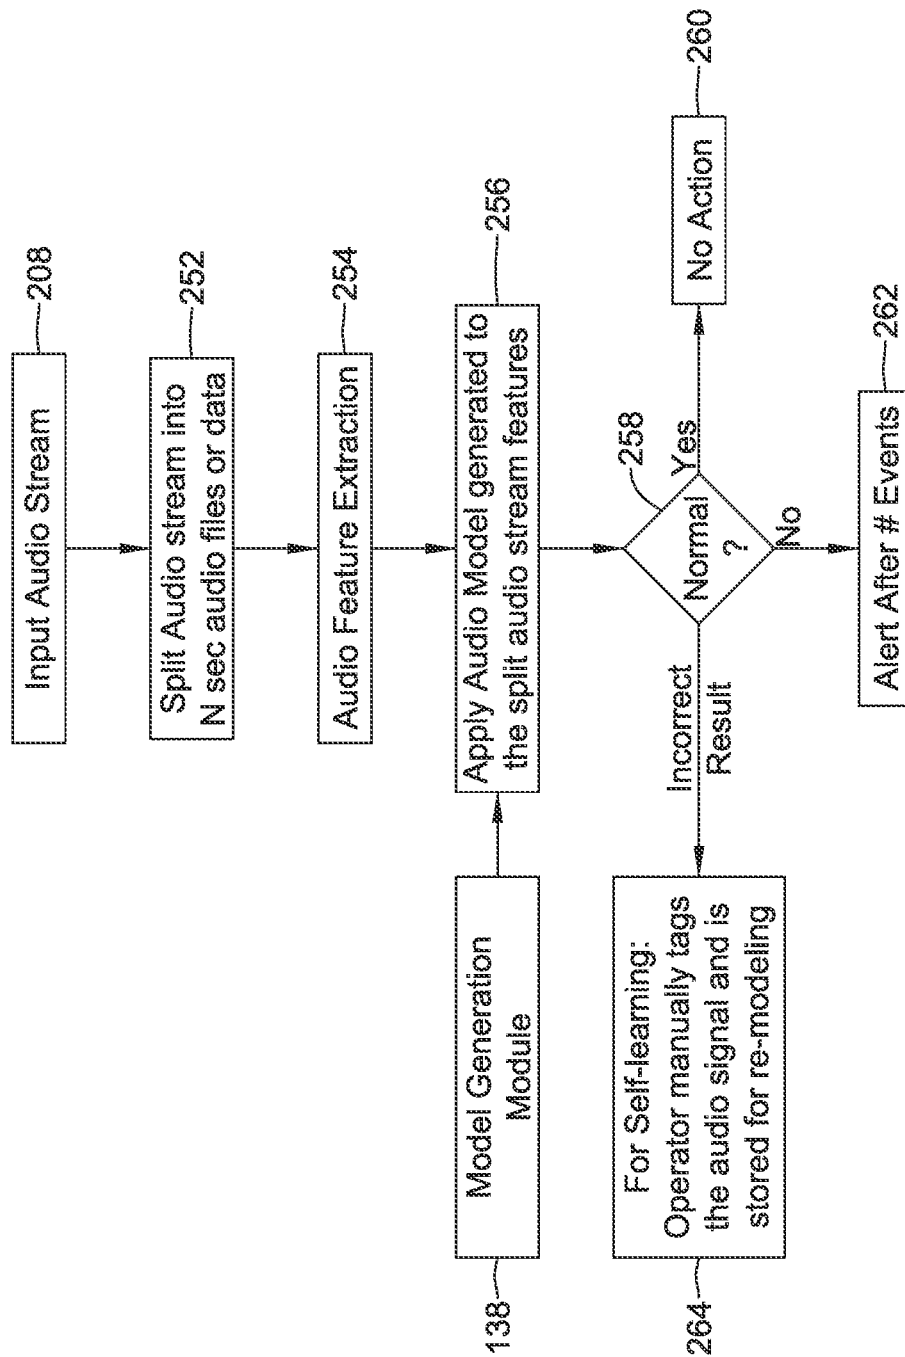 Input Audio Stream
208
Split Audio stream into
N sec audio files or data
252
Audio Feature Extraction
254
Model Generation
Module
138
Apply Audio Model generated to
the split audio stream features
256
Normal
?
258
Yes
No Action
260
No
Alert After # Events
262
Incorrect
Result
For Self-learning:
Operator manually tags
the audio signal and is
stored for re-modeling
264